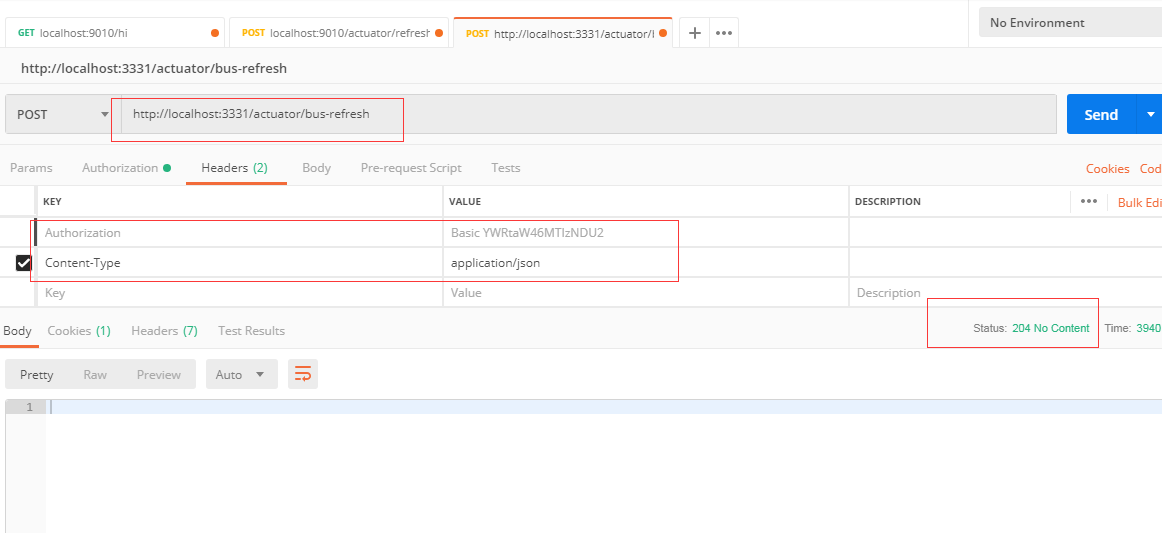 GET localhost:9010/hi
POST localhost:9010/actuator/refresh
POST http://localhost:3331/actuator/l
No Environment
http://localhost:3331/actuator/bus-refresh
POST http://localhost:3331/actuator/bus-refresh Send
Params Authorization Headers (2) Body Pre-request Script Tests Cookies Cod
KEY VALUE DESCRIPTION ••• Bulk Edi
Authorization Basic YWRtaW46MTIzNDU2
Content-Type application/json
Key Value Description
Body Cookies (1) Headers (7) Test Results Status: 204 No Content Time: 3940
Pretty Raw Preview Auto
1